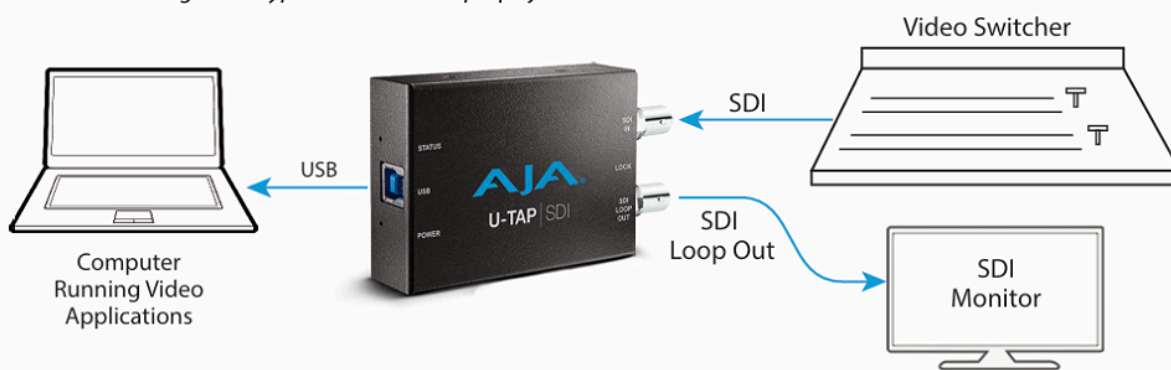 Video Switcher
SDI
SDI
IN
STATUS
USB
LOCK
AJA
USB
U-TAP | SDI
SDI
LOOP
OUT
POWER
SDI
Loop Out
SDI
Monitor
Computer
Running Video
Applications